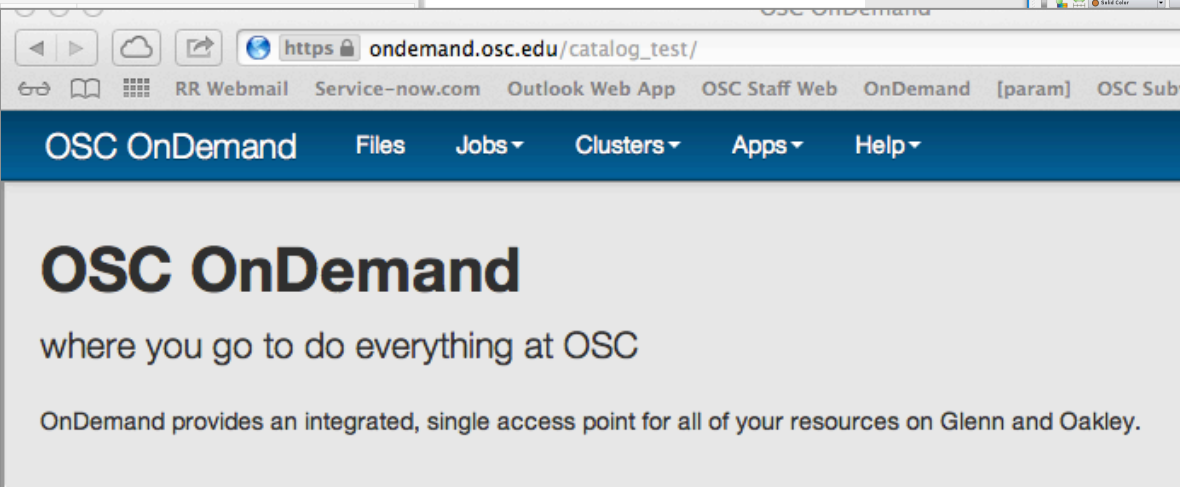 Solid Color
OSC OnDemand
https ondemand.osc.edu/catalog_test/
RR Webmail Service-now.com Outlook Web App OSC Staff Web OnDemand [param] OSC Sub
OSC OnDemand Files Jobs Clusters Apps Help
OSC OnDemand
where you go to do everything at OSC
OnDemand provides an integrated, single access point for all of your resources on Glenn and Oakley.